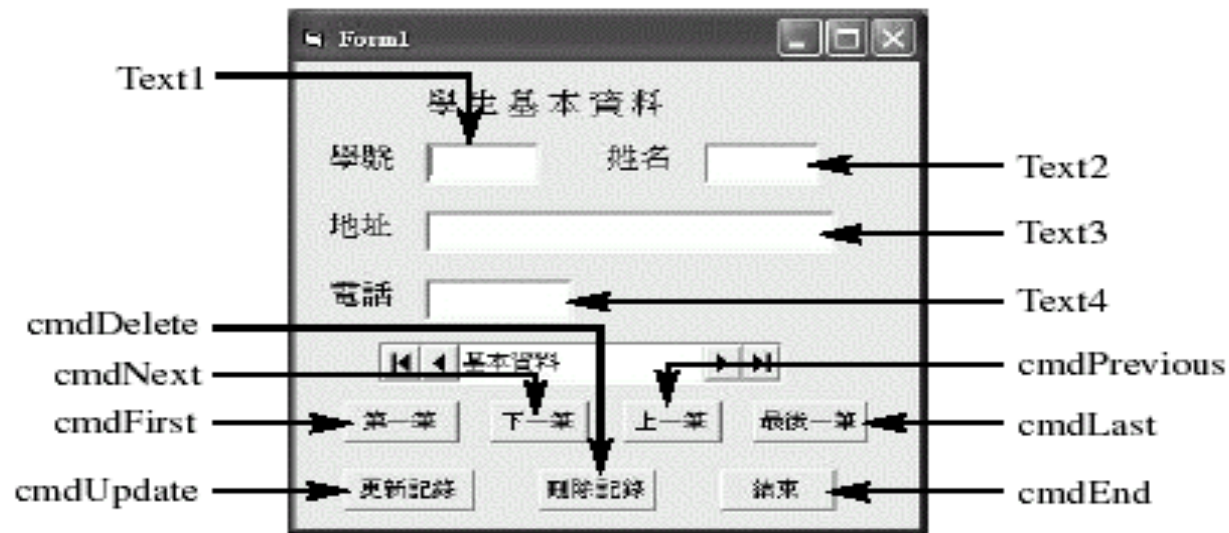 Form1
Text1
學生基本資料
學號 姓名 Text2
地址 Text3
電話 Text4
cmdDelete
基本資料
cmdNext cmdPrevious
cmdFirst 第一筆 下一筆 上一筆 最後一筆 cmdLast
cmdUpdate 更新記錄 刪除記錄 結束 cmdEnd